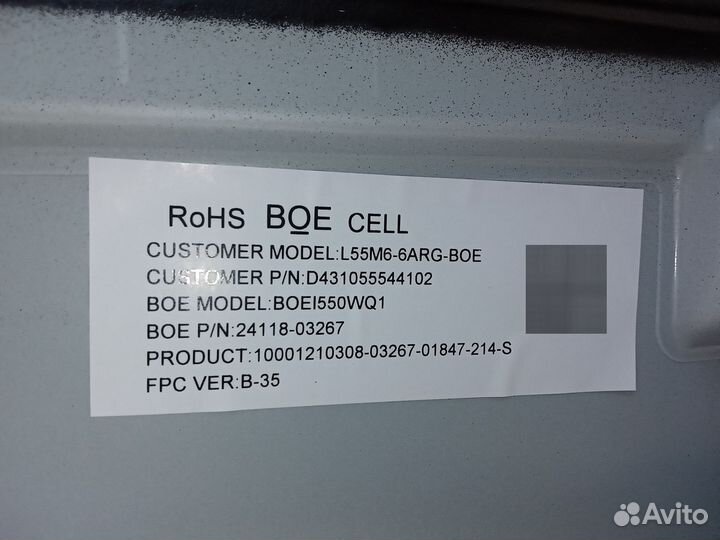 RoHS BOE CELL
CUSTOMER MODEL:L55M6-6ARG-BOE
CUSTOMER P/N:D431055544102
BOE MODEL:BOEI550WQ1
BOE P/N:24118-03267
PRODUCT:10001210308-03267-01847-214-S
FPC VER:B-35
Avito